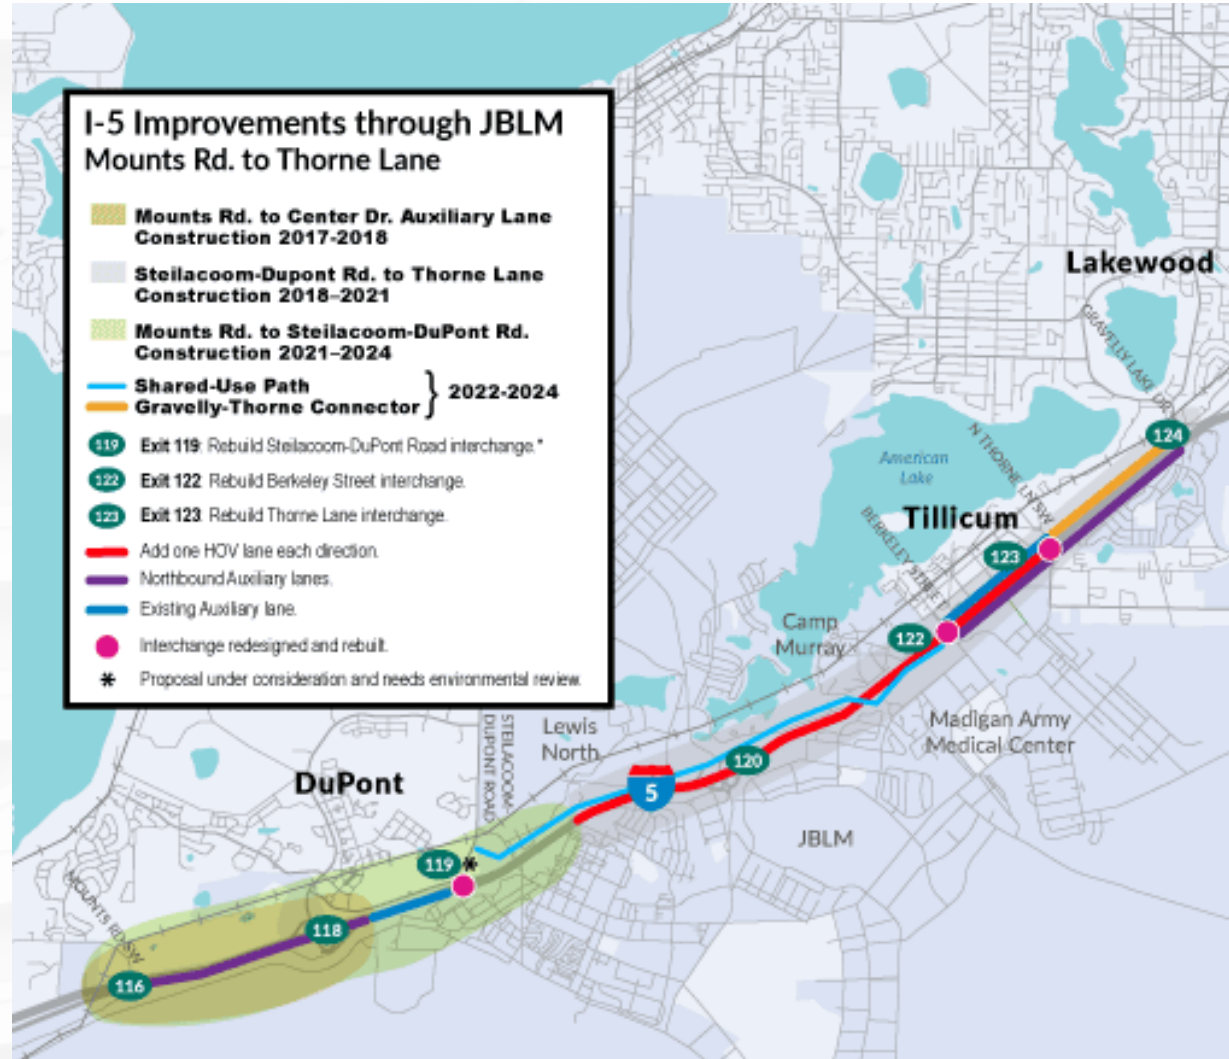 I-5 Improvements through JBLM
Mounts Rd. to Thorne Lane
Mounts Rd. to Center Dr. Auxiliary Lane
Construction 2017-2018
Steilacoom-Dupont Rd. to Thorne Lane
Construction 2018–2021
Mounts Rd. to Steilacoom-DuPont Rd.
Construction 2021–2024
Shared-Use Path
Gravelly-Thorne Connector
} 2022-2024
119 Exit 119: Rebuild Steilacoom-DuPont Road interchange.*
122 Exit 122: Rebuild Berkeley Street interchange.
123 Exit 123: Rebuild Thorne Lane interchange.
Add one HOV lane each direction.
Northbound Auxiliary lanes.
Existing Auxiliary lane.
Interchange redesigned and rebuilt.
* Proposal under consideration and needs environmental review.
Lakewood
GRAVELLY LAKE DR
124
N THORNE LN SW
American
Lake
Tillicum
BERKELEY STREET
123
Camp
Murray
122
Madigan Army
Medical Center
Lewis
North
STEILACOOM-
DUPONT ROAD
120
5
DuPont
JBLM
119 *
MOUNTS RD SW
118
116